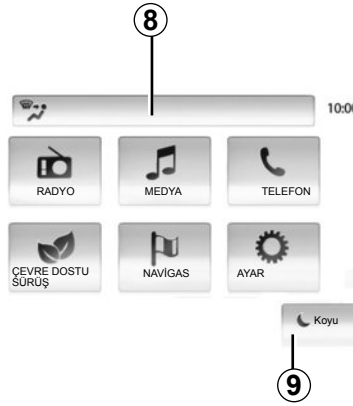 8
10:00
RADYO
MEDYA
TELEFON
ÇEVRE DOSTU
SÜRÜŞ
NAVİGAS
AYAR
Koyu
9